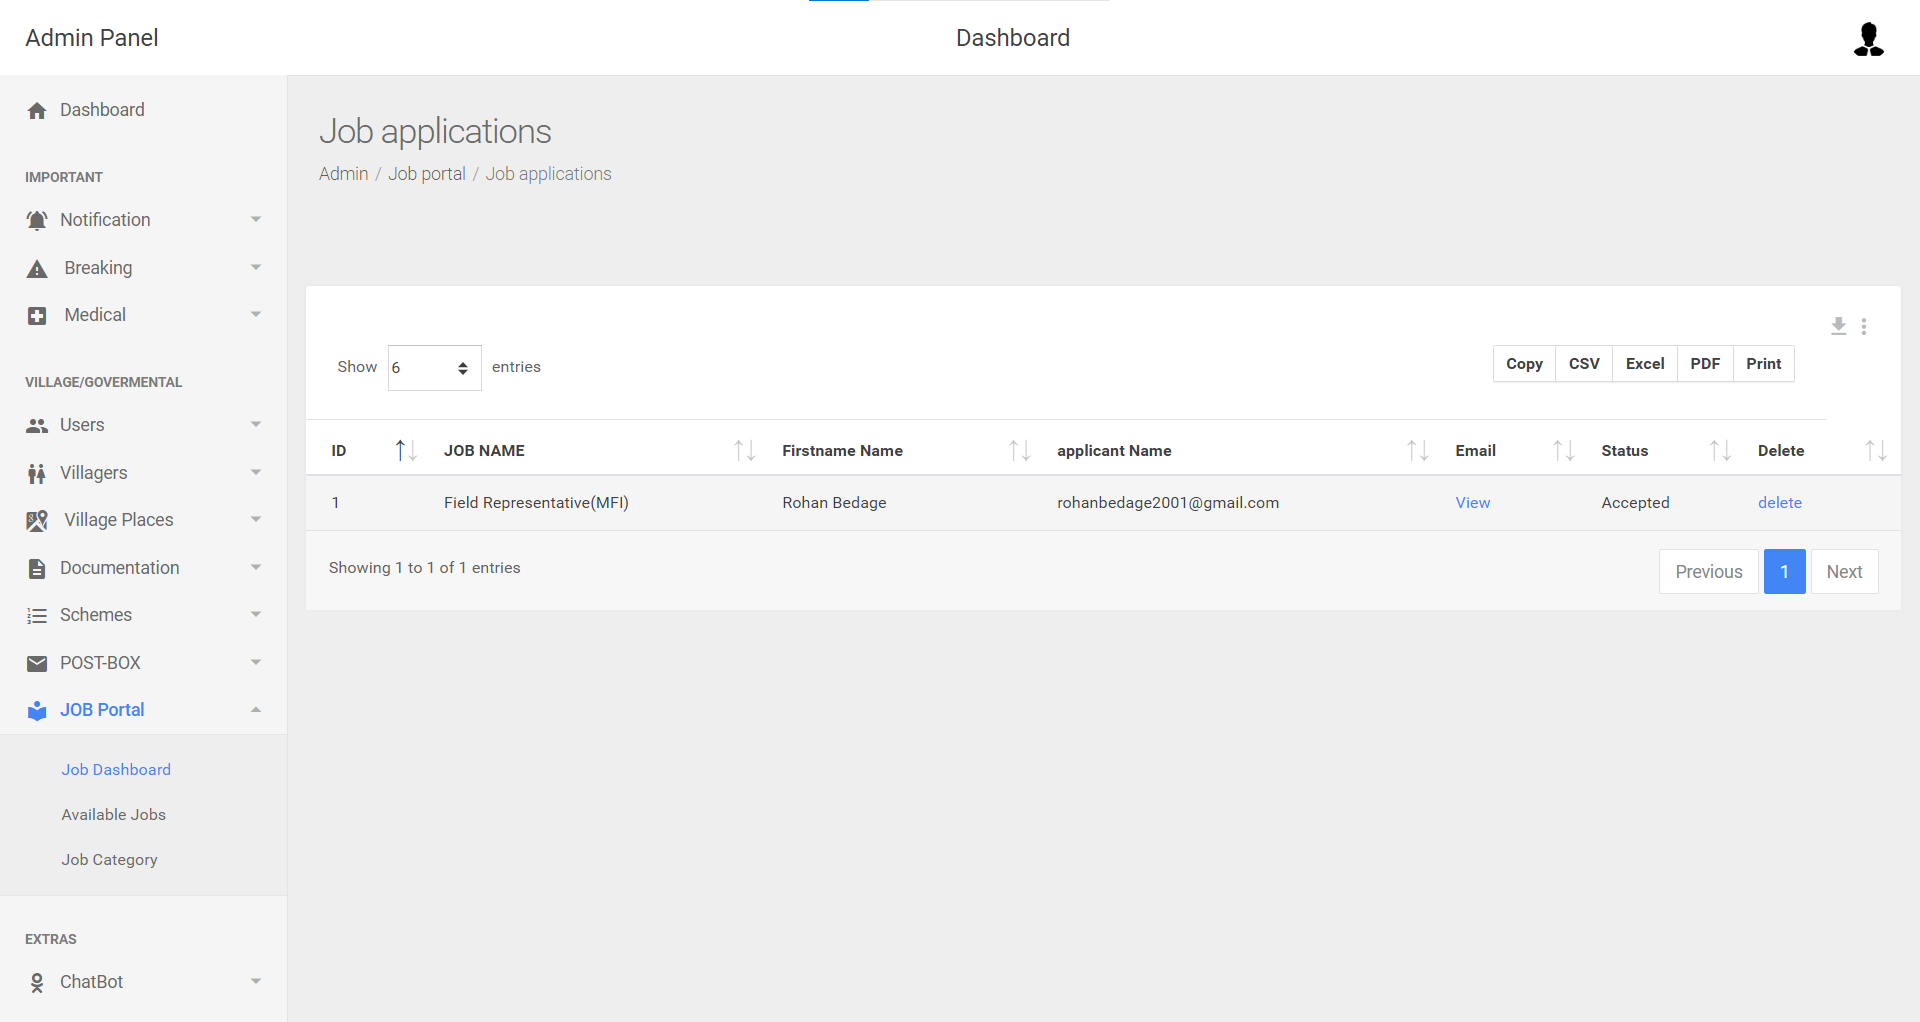 Admin Panel
Dashboard
Dashboard
IMPORTANT
Notification
Breaking
Medical
VILLAGE/GOVERMENTAL
Users
Villagers
Village Places
Documentation
Schemes
POST-BOX
JOB Portal
Job Dashboard
Available Jobs
Job Category
EXTRAS
ChatBot
Job applications
Admin / Job portal / Job applications
Show 6 entries
Copy CSV Excel PDF Print
ID JOB NAME Firstname Name applicant Name Email Status Delete
1 Field Representative(MFI) Rohan Bedage rohanbedage2001@gmail.com View Accepted delete
Showing 1 to 1 of 1 entries
Previous 1 Next